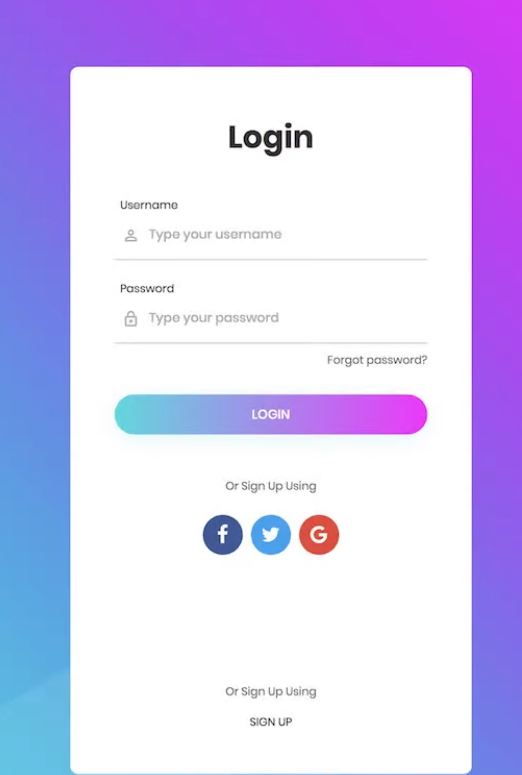 Login
Username
Type your username
Password
Type your password
Forgot password?
LOGIN
Or Sign Up Using
f G
Or Sign Up Using
SIGN UP